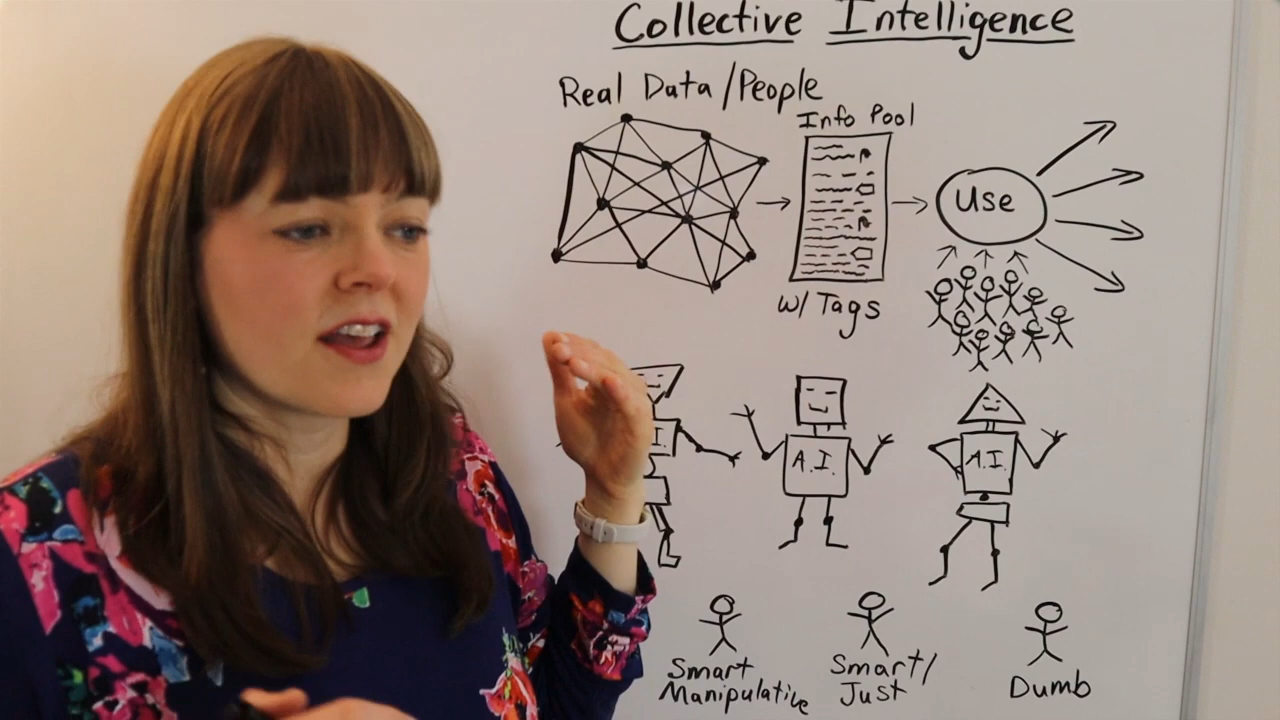 Collective Intelligence
Real Data/People
Info Pool
Use
w/ Tags
I.
A.I.
A.I.
Smart
Manipulative
Smart/
Just
Dumb